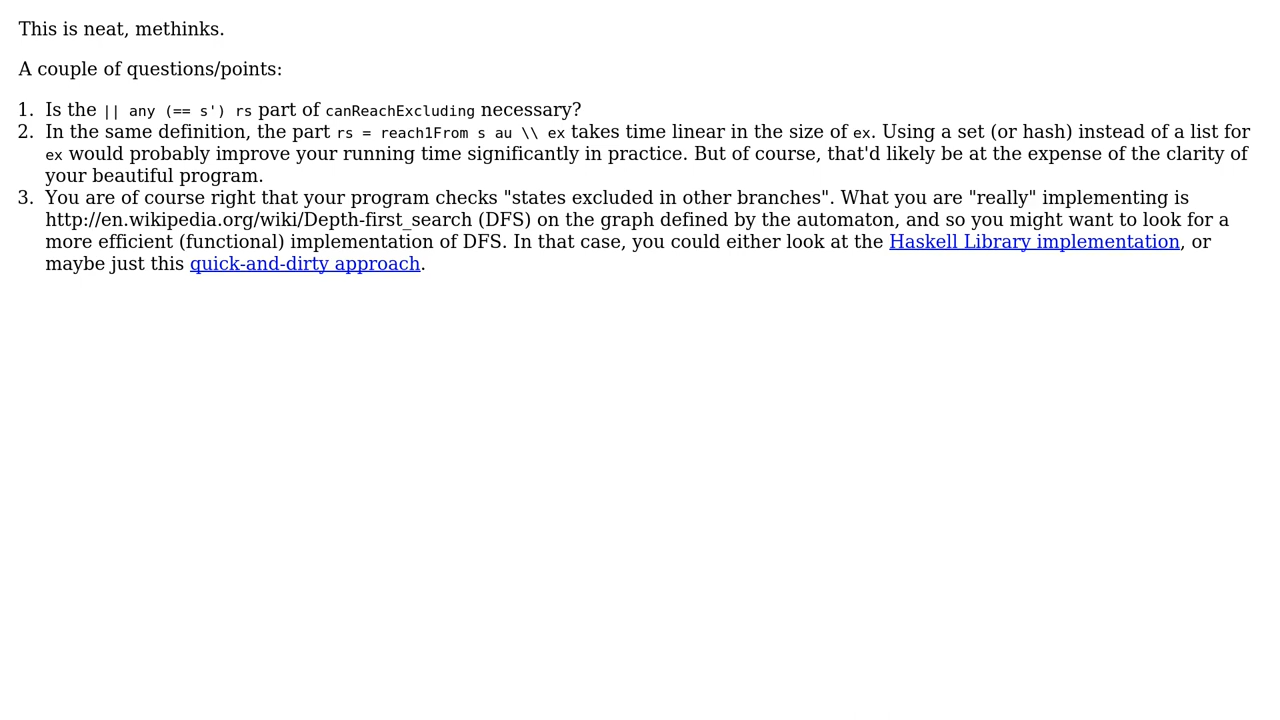 This is neat, methinks.
A couple of questions/points:
1. Is the || any (== s') rs part of canReachExcluding necessary?
2. In the same definition, the part rs = reach1From s au \\ ex takes time linear in the size of ex. Using a set (or hash) instead of a list for
ex would probably improve your running time significantly in practice. But of course, that'd likely be at the expense of the clarity of
your beautiful program.
3. You are of course right that your program checks "states excluded in other branches". What you are "really" implementing is
http://en.wikipedia.org/wiki/Depth-first_search (DFS) on the graph defined by the automaton, and so you might want to look for a
more efficient (functional) implementation of DFS. In that case, you could either look at the Haskell Library implementation, or
maybe just this quick-and-dirty approach.